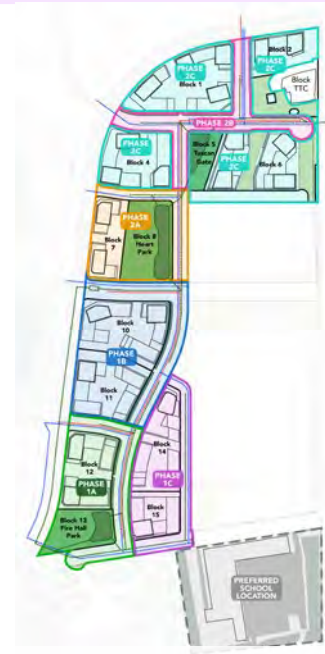 PHASE
2C
Block 1
Block 2
PHASE
2C
Block
TTC
PHASE 2B
PHASE
2C
Block 4
Block 5
PHASE
2C
Block 6
PHASE
2A
Block
7
Block 8
Heart
Park
Block
10
PHASE
1B
Block
11
Block
12
PHASE
1A
Block 13
Fire Hall
Park
Block
14
PHASE
1C
Block
15
PREFERRED
SCHOOL
LOCATION